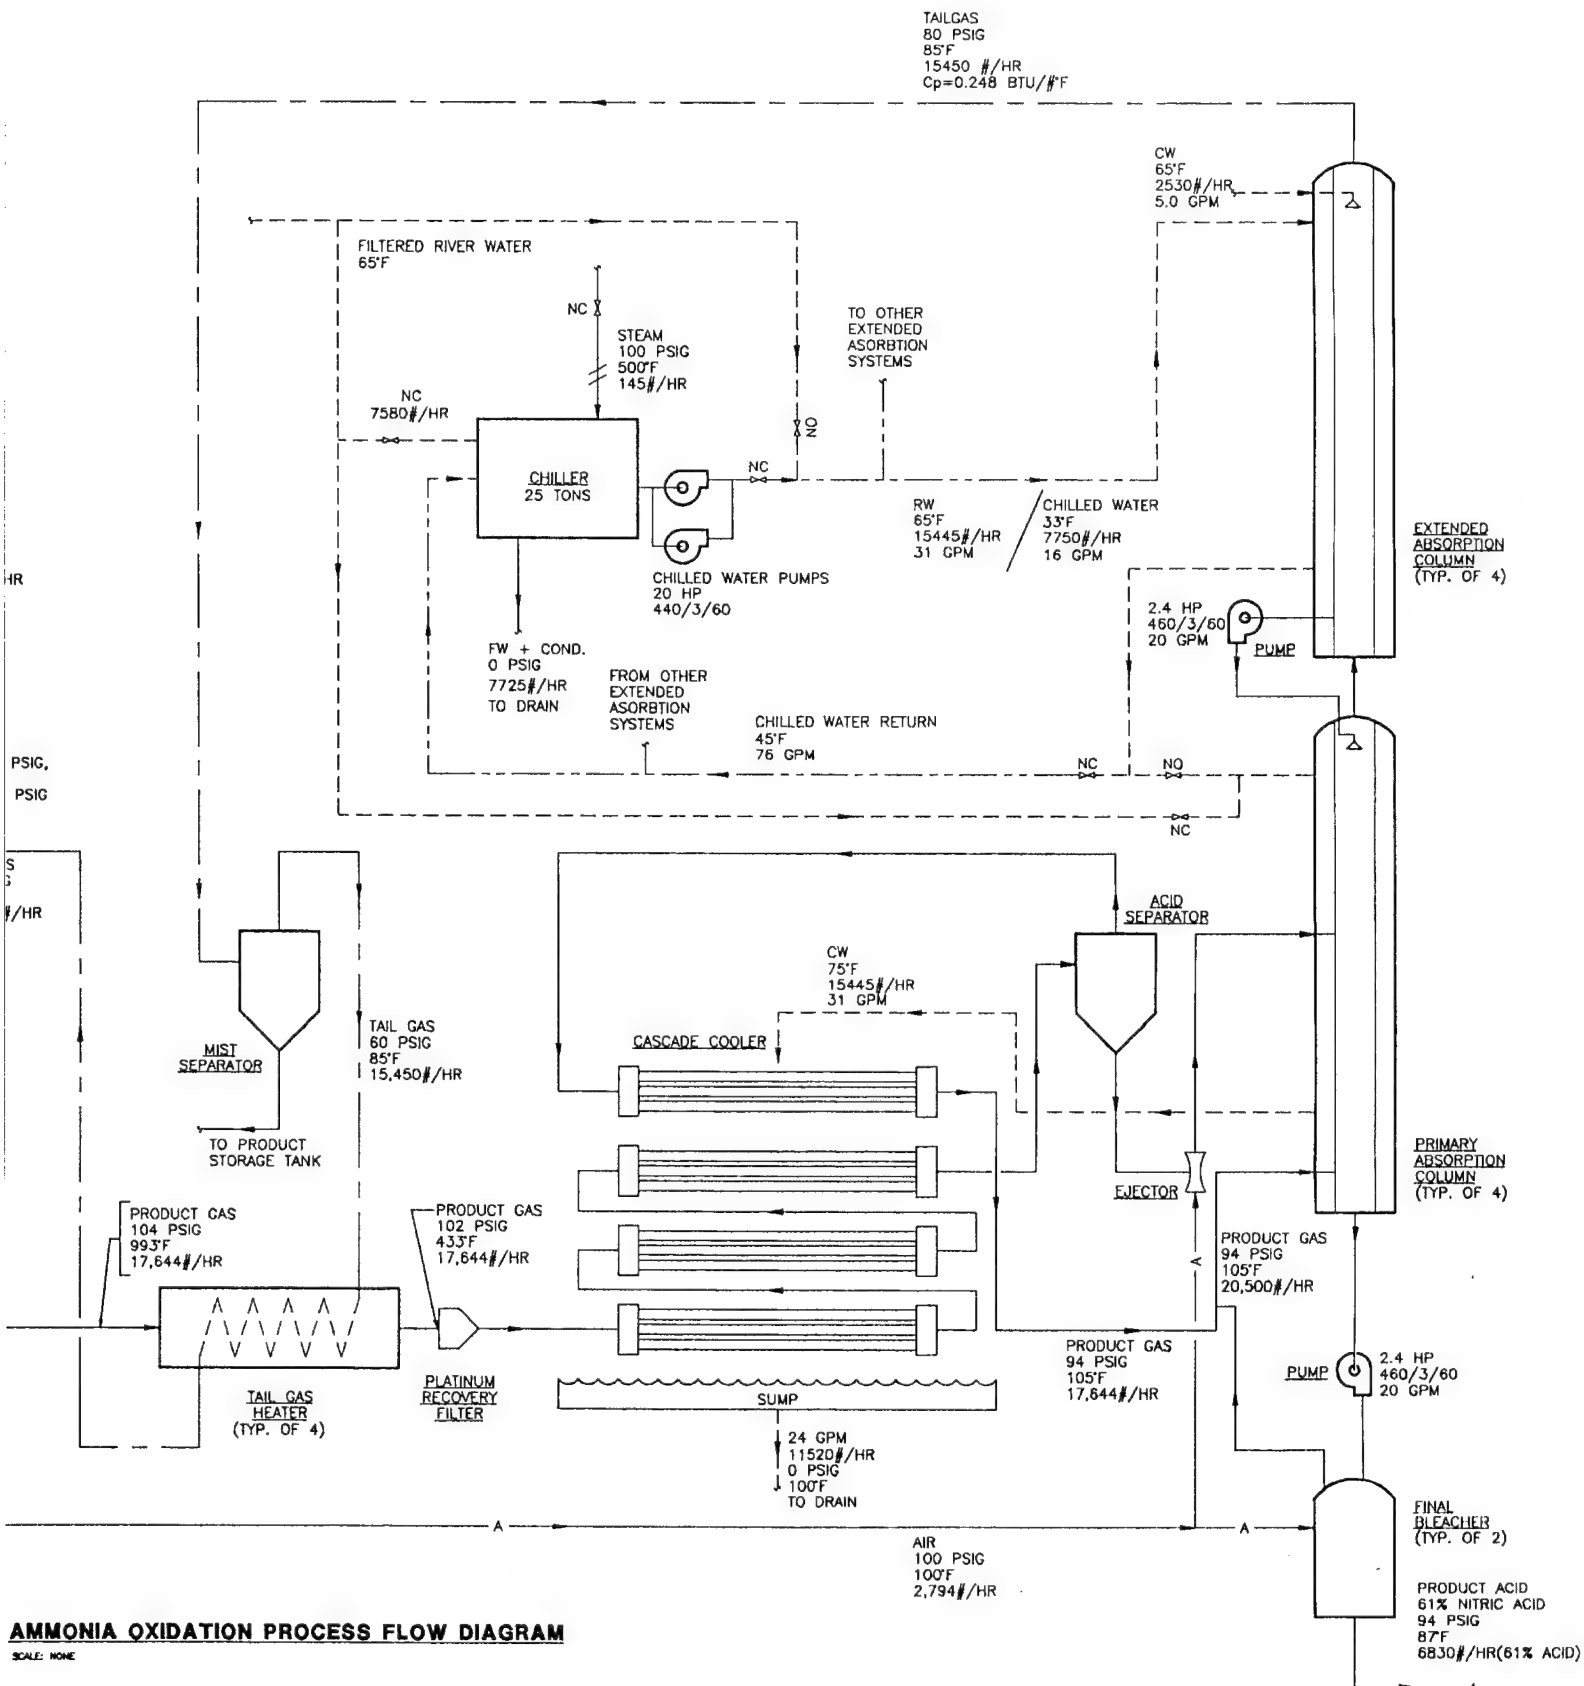 TAILGAS
80 PSIG
85°F
15450 #/HR
Cp=0.248 BTU/#°F
CW
65°F
2530#/HR
5.0 GPM
FILTERED RIVER WATER
65°F
NC
STEAM
100 PSIG
500°F
145#/HR
TO OTHER
EXTENDED
ASORBTION
SYSTEMS
NC
7580#/HR
NO
CHILLER
25 TONS
NC
RW
65°F
15445#/HR
31 GPM
CHILLED WATER
33°F
7750#/HR
16 GPM
EXTENDED
ABSORPTION
COLUMN
(TYP. OF 4)
HR
CHILLED WATER PUMPS
20 HP
440/3/60
2.4 HP
460/3/60
20 GPM
PUMP
FW + COND.
0 PSIG
7725#/HR
TO DRAIN
FROM OTHER
EXTENDED
ASORBTION
SYSTEMS
CHILLED WATER RETURN
45°F
76 GPM
NC
NO
PSIG,
PSIG
NC
S
#/HR
ACID
SEPARATOR
CW
75°F
15445#/HR
31 GPM
CASCADE COOLER
MIST
SEPARATOR
TAIL GAS
60 PSIG
85°F
15,450#/HR
TO PRODUCT
STORAGE TANK
PRIMARY
ABSORPTION
COLUMN
(TYP. OF 4)
EJECTOR
PRODUCT GAS
104 PSIG
993°F
17,644#/HR
PRODUCT GAS
102 PSIG
433°F
17,644#/HR
A
PRODUCT GAS
94 PSIG
105°F
20,500#/HR
PRODUCT GAS
94 PSIG
105°F
17,644#/HR
PUMP
2.4 HP
460/3/60
20 GPM
TAIL GAS
HEATER
(TYP. OF 4)
PLATINUM
RECOVERY
FILTER
SUMP
24 GPM
11520#/HR
0 PSIG
100°F
TO DRAIN
A
A
AIR
100 PSIG
100°F
2,794#/HR
FINAL
BLEACHER
(TYP. OF 2)
PRODUCT ACID
61% NITRIC ACID
94 PSIG
87°F
6830#/HR(61% ACID)
AMMONIA OXIDATION PROCESS FLOW DIAGRAM
SCALE: NONE